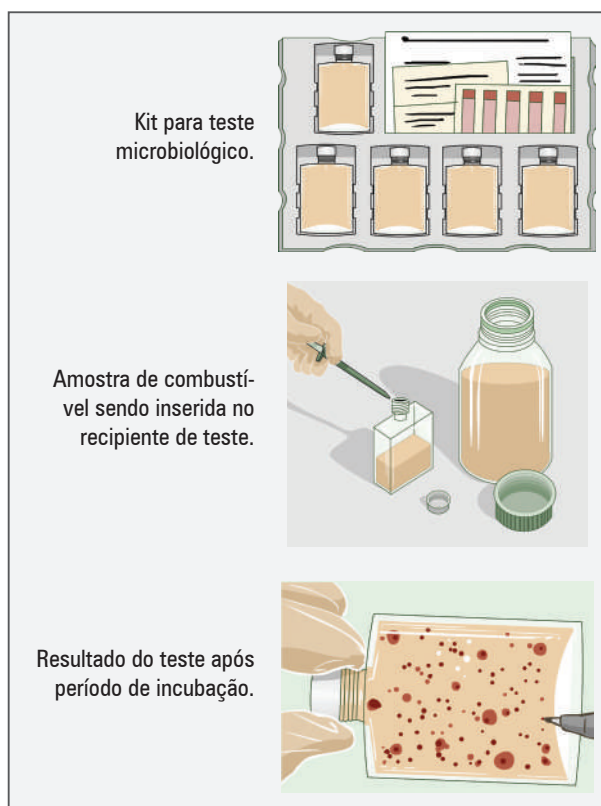 Kit para teste
microbiológico.
Amostra de combustí-
vel sendo inserida no
recipiente de teste.
Resultado do teste após
período de incubação.